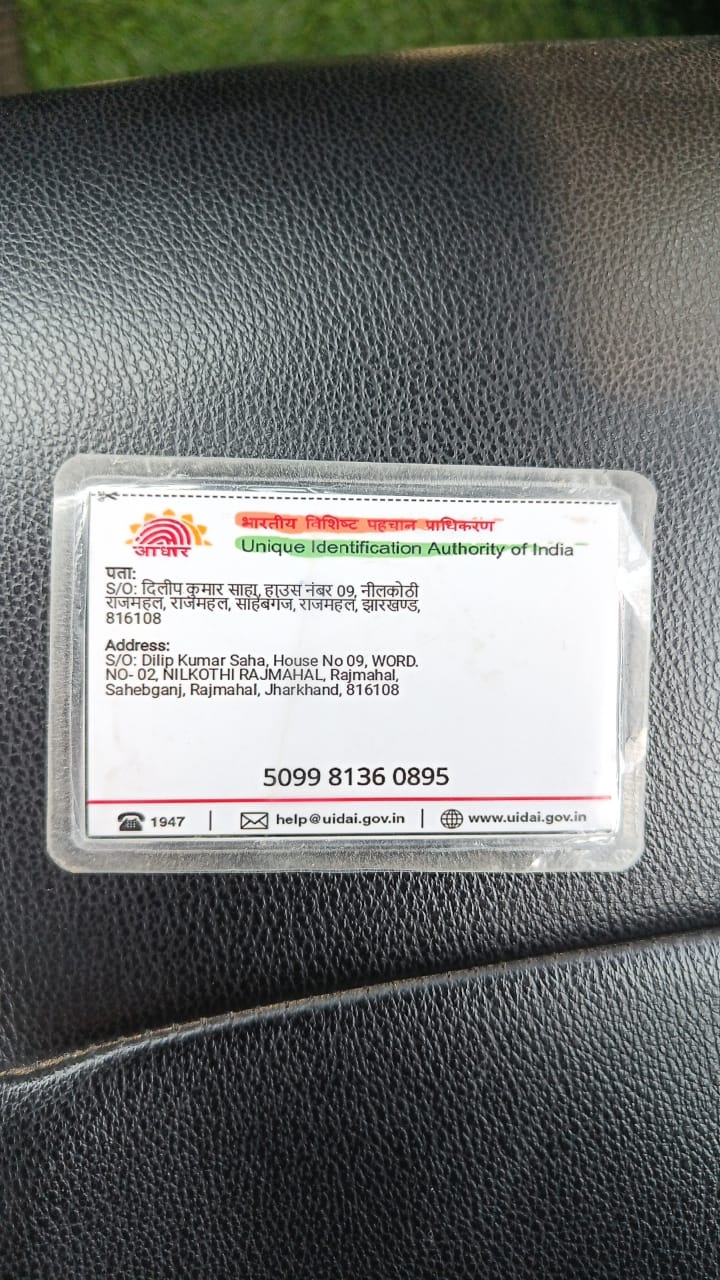 भारतीय विशिष्ट पहचान प्राधिकरण
Unique Identification Authority of India
आधार
पता:
S/O: दिलीप कुमार साहा, हाउस नंबर 09, नीलकोठी
राजमहल, राजमहल, साहिबगंज, राजमहल, झारखण्ड,
816108
Address:
S/O: Dilip Kumar Saha, House No 09, WORD.
NO- 02, NILKOTHI RAJMAHAL, Rajmahal,
Sahebganj, Rajmahal, Jharkhand, 816108
5099 8136 0895
1947 | help@uidai.gov.in | www.uidai.gov.in